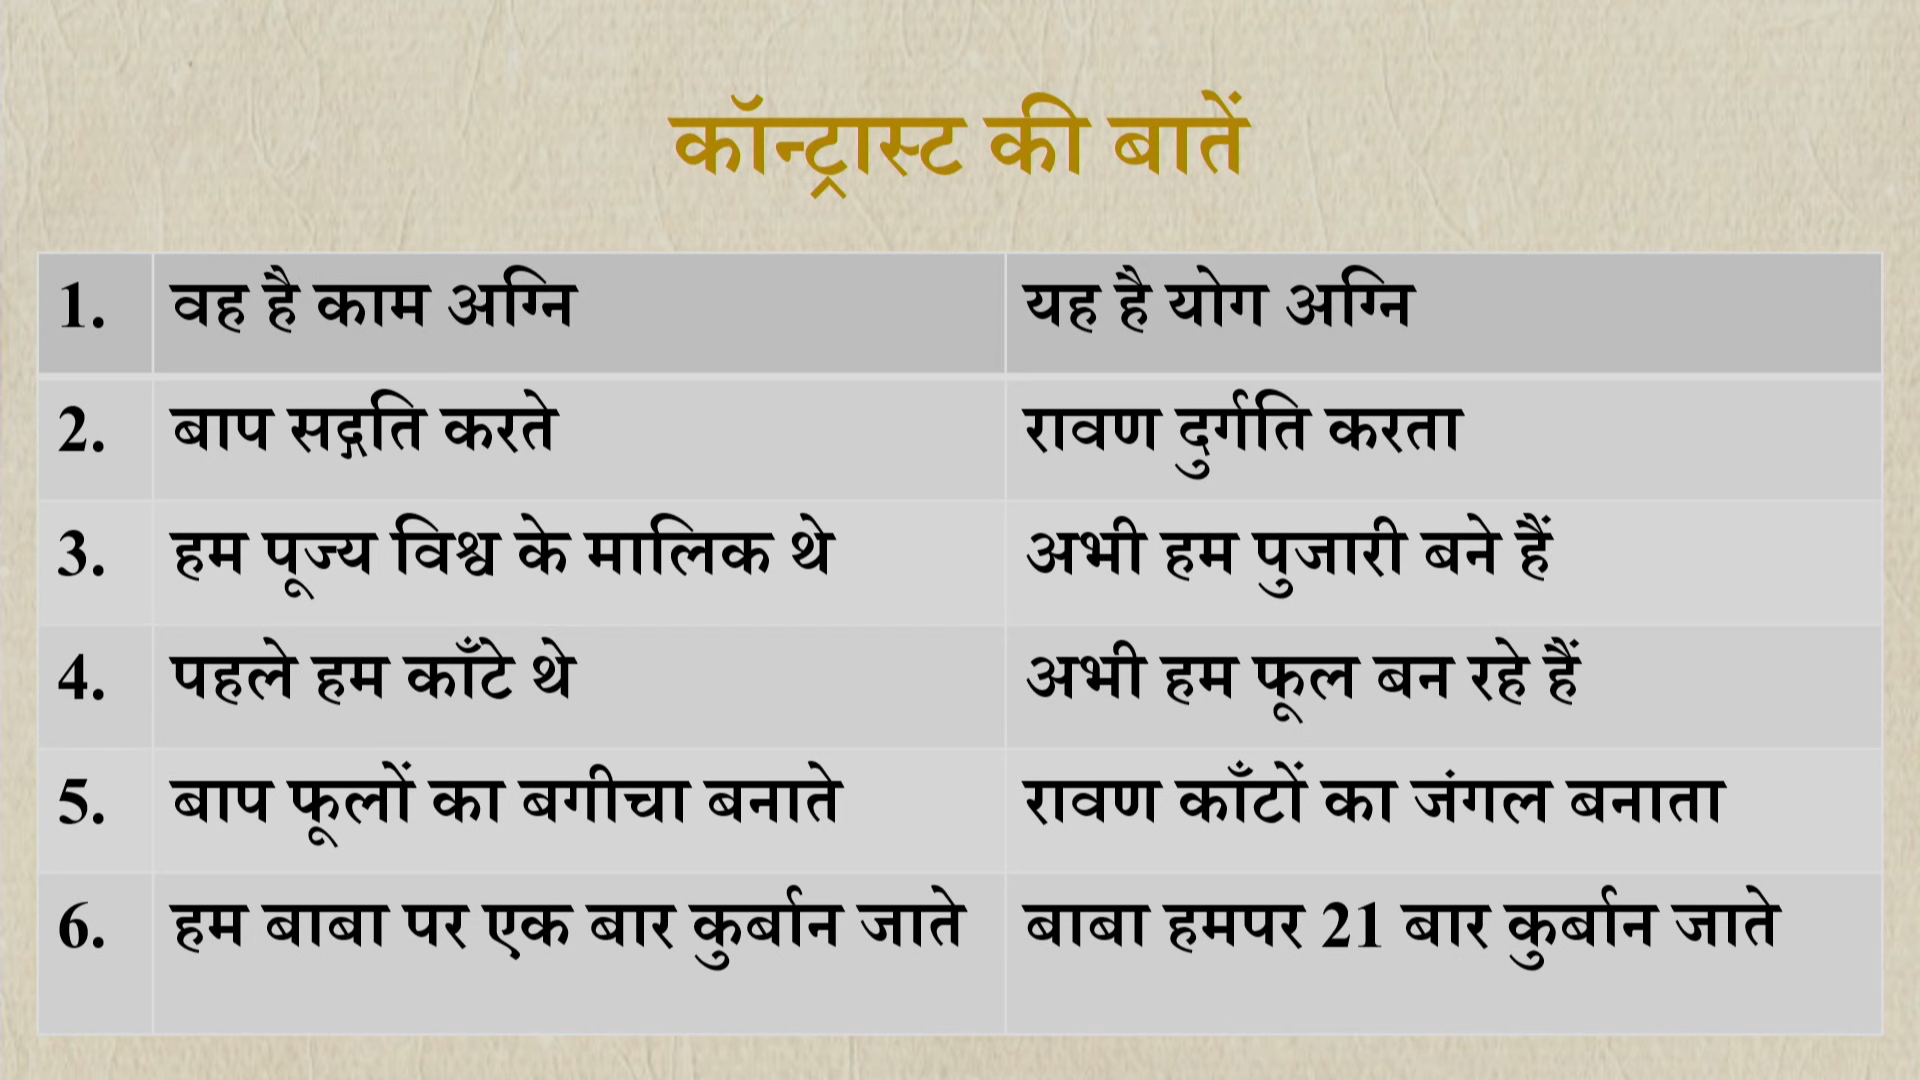 कॉन्ट्रास्ट की बातें
1. वह है काम अग्नि यह है योग अग्नि
2. बाप सद्गति करते रावण दुर्गति करता
3. हम पूज्य विश्व के मालिक थे अभी हम पुजारी बने हैं
4. पहले हम काँटे थे अभी हम फूल बन रहे हैं
5. बाप फूलों का बगीचा बनाते रावण काँटों का जंगल बनाता
6. हम बाबा पर एक बार कुर्बान जाते बाबा हमपर 21 बार कुर्बान जाते